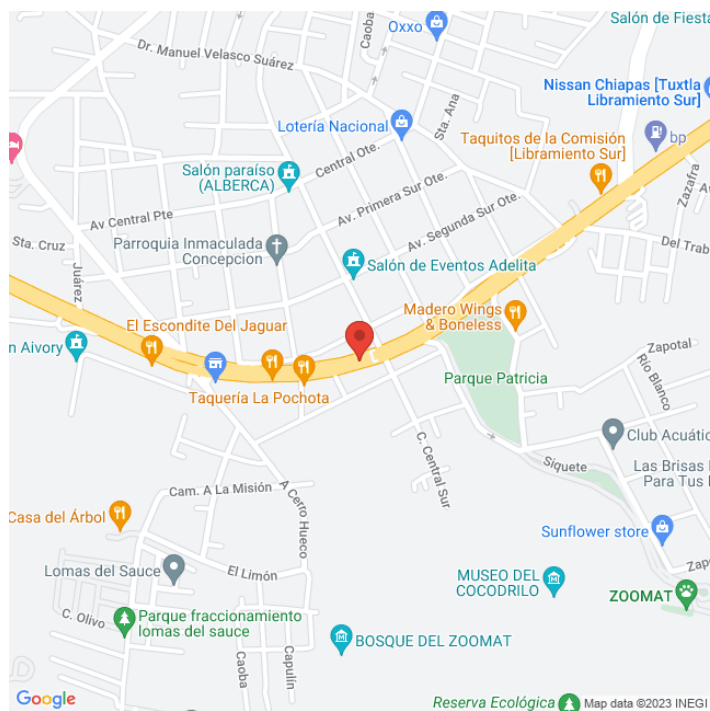 Salón de Fiesta
Oxxo
Caoba
Dr. Manuel Velasco Suárez
Sta. Ana
Nissan Chiapas [Tuxtla
Libramiento Sur]
Lotería Nacional
Taquitos de la Comisión
[Libramiento Sur]
bp
Central Ote.
Salón paraíso
(ALBERCA)
Zazafra
Av. Primera Sur Ote.
Av Central Pte
Av. Segunda Sur Ote.
Sta. Cruz
Parroquia Inmaculada
Concepcion
Del Trab
Juárez
Salón de Eventos Adelita
Madero Wings
& Boneless
El Escondite Del Jaguar
n Aivory
Zapotal
Río Blanco
Parque Patricia
Taquería La Pochota
C. Central Sur
Club Acuátic
Siquete
Las Brisas
Para Tus
Cam. A La Misión
A Cerro Hueco
Casa del Árbol
Sunflower store
Lomas del Sauce
El Limón
Zapo
MUSEO DEL
COCODRILO
ZOOMAT
C. Olivo
Parque fraccionamiento
lomas del sauce
BOSQUE DEL ZOOMAT
Caoba
Capulín
Google
Reserva Ecológica
Map data ©2023 INEGI